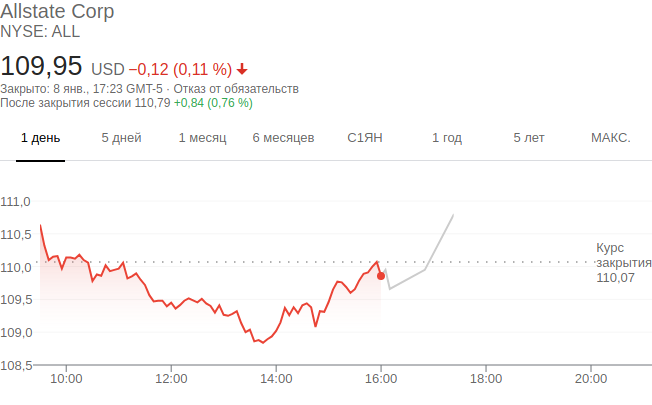 Allstate Corp
NYSE: ALL
109,95 USD −0,12 (0,11 %)
Закрыто: 8 янв., 17:23 GMT-5 · Отказ от обязательств
После закрытия сессии 110,79 +0,84 (0,76 %)
1 день 5 дней 1 месяц 6 месяцев С1ЯН 1 год 5 лет МАКС.
111,0
110,5
110,0
109,5
109,0
108,5
Курс
закрытия
110,07
10:00 12:00 14:00 16:00 18:00 20:00